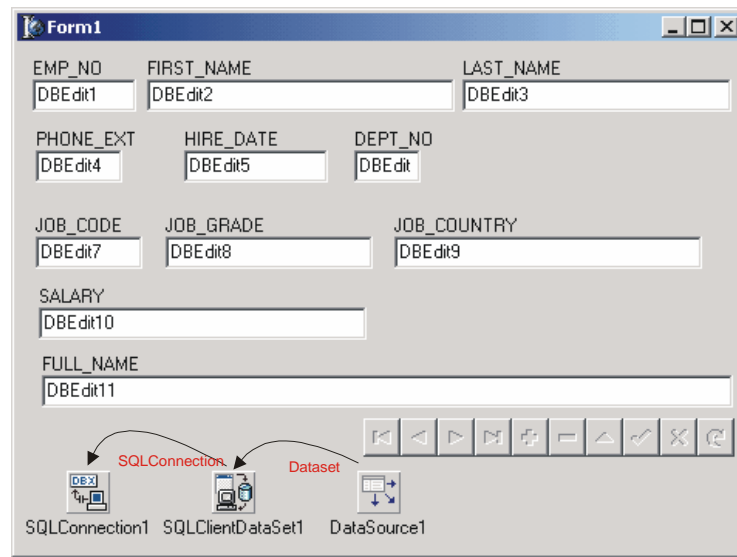 Form1
EMP_NO FIRST_NAME LAST_NAME
DBEdit1 DBEdit2 DBEdit3
PHONE_EXT HIRE_DATE DEPT_NO
DBEdit4 DBEdit5 DBEdit
JOB_CODE JOB_GRADE JOB_COUNTRY
DBEdit7 DBEdit8 DBEdit9
SALARY
DBEdit10
FULL_NAME
DBEdit11
SQLConnection Dataset
DBX
SQLConnection1 SQLClientDataSet1 DataSource1